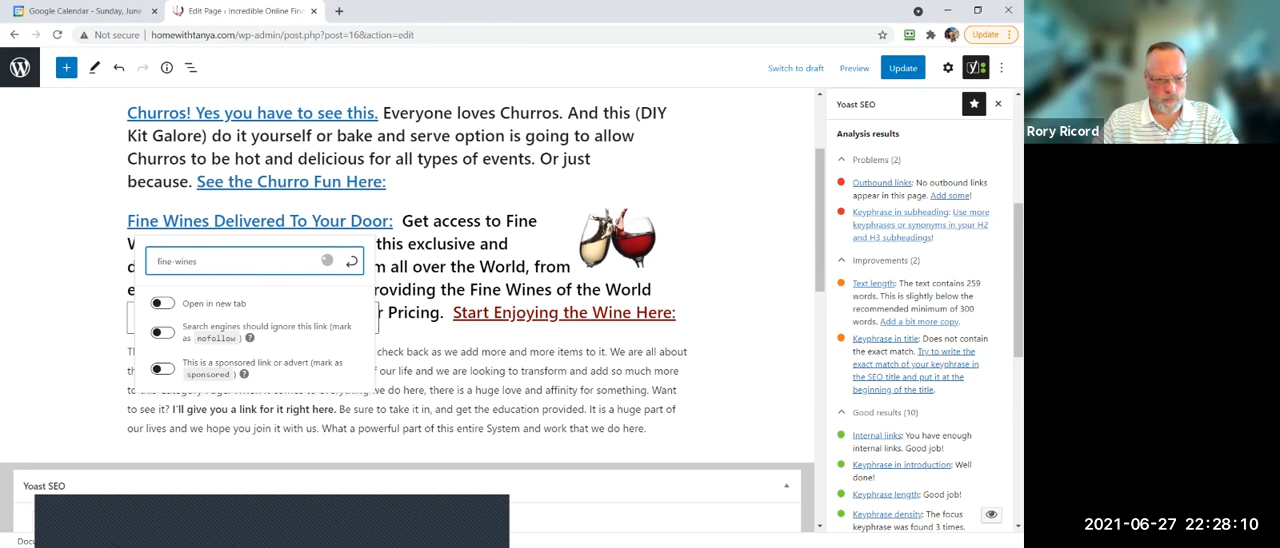 Google Calendar - Sunday, June
Edit Page ‹ Incredible Online Fin
Not secure | homewithtanya.com/wp-admin/post.php?post=16&action=edit
Update
Switch to draft
Preview
Update
Churros! Yes you have to see this. Everyone loves Churros. And this (DIY
Kit Galore) do it yourself or bake and serve option is going to allow
Churros to be hot and delicious for all types of events. Or just
because. See the Churro Fun Here:
Fine Wines Delivered To Your Door: Get access to Fine
this exclusive and
m all over the World, from
roviding the Fine Wines of the World
r Pricing. Start Enjoying the Wine Here:
fine-wines
Open in new tab
Search engines should ignore this link (mark
as nofollow )
This is a sponsored link or advert (mark as
sponsored )
check back as we add more and more items to it. We are all about
of our life and we are looking to transform and add so much more
we do here, there is a huge love and affinity for something. Want
to see it? I'll give you a link for it right here. Be sure to take it in, and get the education provided. It is a huge part of
our lives and we hope you join it with us. What a powerful part of this entire System and work that we do here.
Yoast SEO
Docu
Yoast SEO
Analysis results
Problems (2)
Outbound links: No outbound links
appear in this page. Add some!
Keyphrase in subheading: Use more
keyphrases or synonyms in your H2
and H3 subheadings!
Improvements (2)
Text length: The text contains 259
words. This is slightly below the
recommended minimum of 300
words. Add a bit more copy.
Keyphrase in title: Does not contain
the exact match. Try to write the
exact match of your keyphrase in
the SEO title and put it at the
beginning of the title.
Good results (10)
Internal links: You have enough
internal links. Good job!
Keyphrase in introduction: Well
done!
Keyphrase length: Good job!
Keyphrase density: The focus
keyphrase was found 3 times.
Rory Ricord
2021-06-27 22:28:10